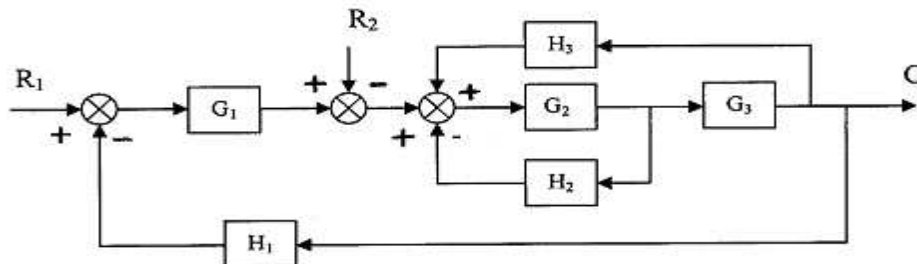 R₂
H₃
R₁
C
+
-
+
G₁
G₂
G₃
+
-
+
-
H₂
H₁